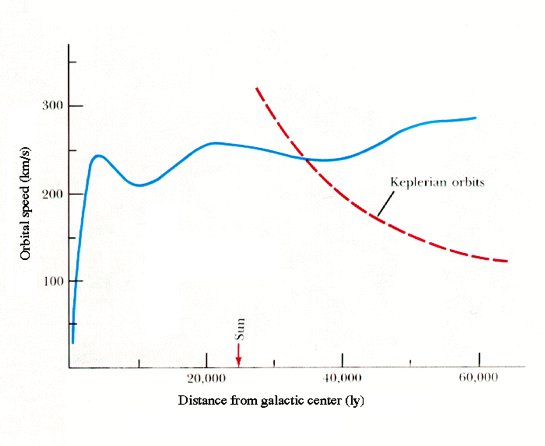 300
200
100
Orbital speed (km/s)
Keplerian orbits
Sun
20,000
40,000
60,000
Distance from galactic center (ly)